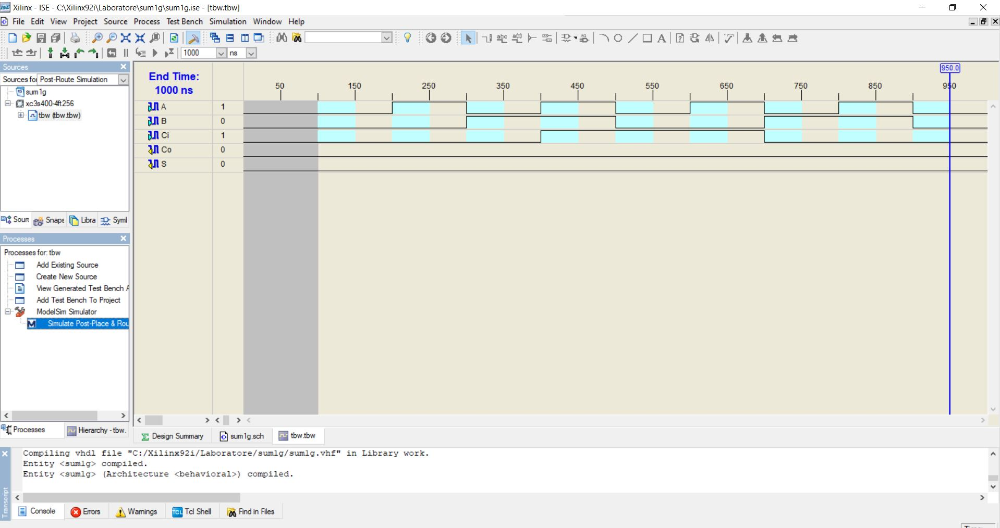 Xilinx - ISE - C:\Xilinx92i\Laboratore\sum1g\sum1g.ise - [tbw.tbw]
File Edit View Project Source Process Test Bench Simulation Window Help
1000 ns
Sources
Sources for Post-Route Simulation
sum1g
xc3s400-4ft256
tbw (tbw.tbw)
Sour Snaps Libra Syml
Processes
Processes for: tbw
Add Existing Source
Create New Source
View Generated Test Bench A
Add Test Bench To Project
ModelSim Simulator
Simulate Post-Place & Rou
Processes Hierarchy - tbw.
End Time:
1000 ns
950.0
50 150 250 350 450 550 650 750 850 950
A 1
B 0
Ci 1
Co 0
S 0
Design Summary sum1g.sch tbw.tbw
Compiling vhdl file "C:/Xilinx92i/Laboratore/sum1g/sum1g.vhf" in Library work.
Entity <sum1g> compiled.
Entity <sum1g> (Architecture <behavioral>) compiled.
Transcript
Console Errors Warnings Tcl Shell Find in Files